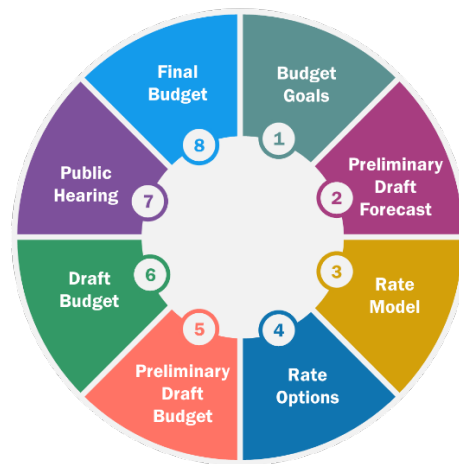 Budget
Goals
1
Preliminary
Draft
Forecast
2
Rate
Model
3
Rate
Options
4
Preliminary
Draft
Budget
5
Draft
Budget
6
Public
Hearing
7
Final
Budget
8